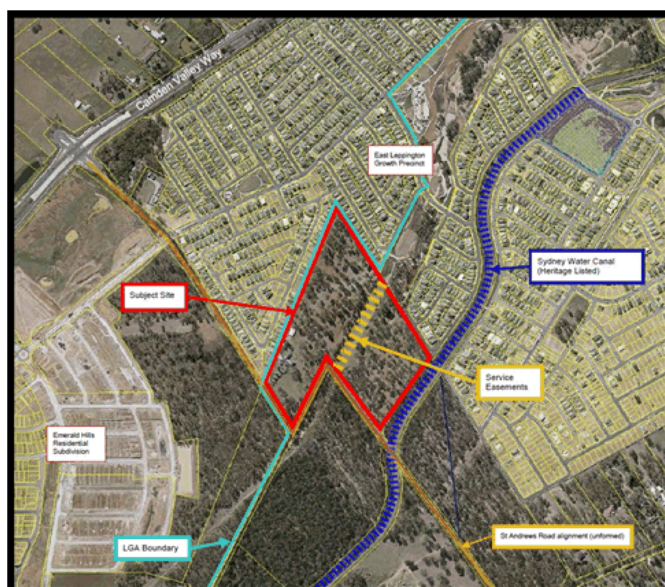 Camden Valley Way
East Leppington
Growth Precinct
Sydney Water Canal
(Heritage Listed)
Subject Site
Service
Easements
Emerald Hills
Residential
Subdivision
LGA Boundary
St Andrews Road alignment (unformed)